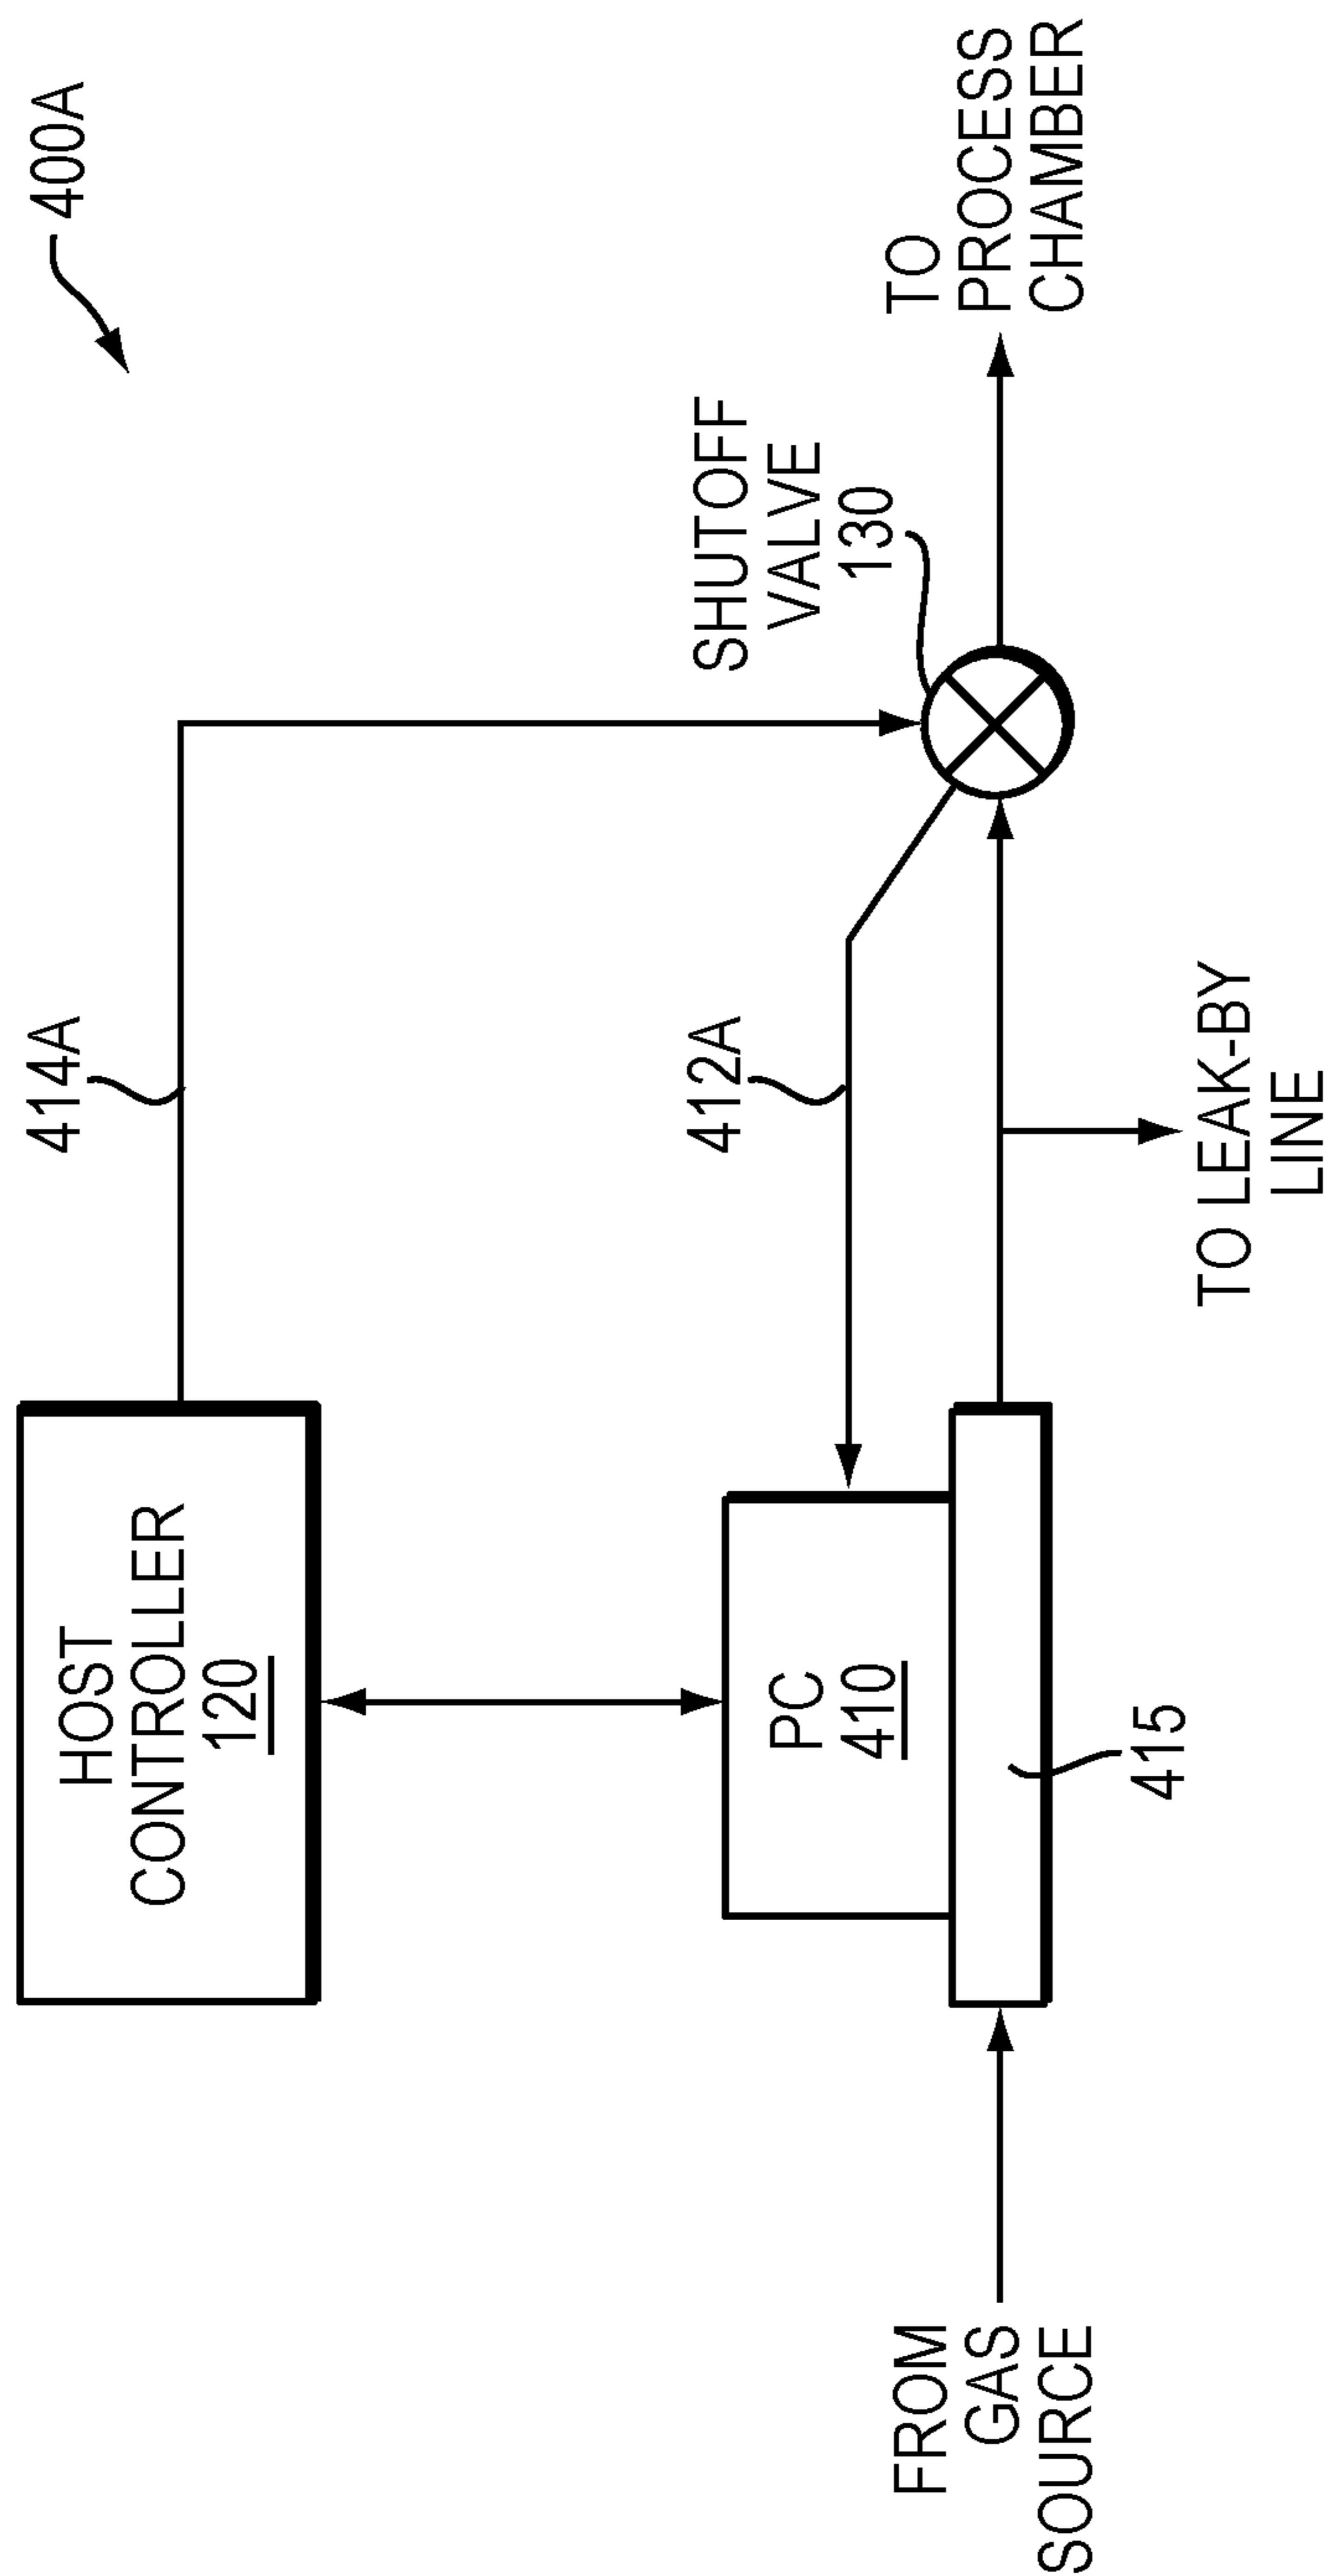 400A
HOST
CONTROLLER
120
414A
SHUTOFF
VALVE
130
412A
PC
410
TO
PROCESS
CHAMBER
FROM
GAS
SOURCE
415
TO LEAK-BY
LINE